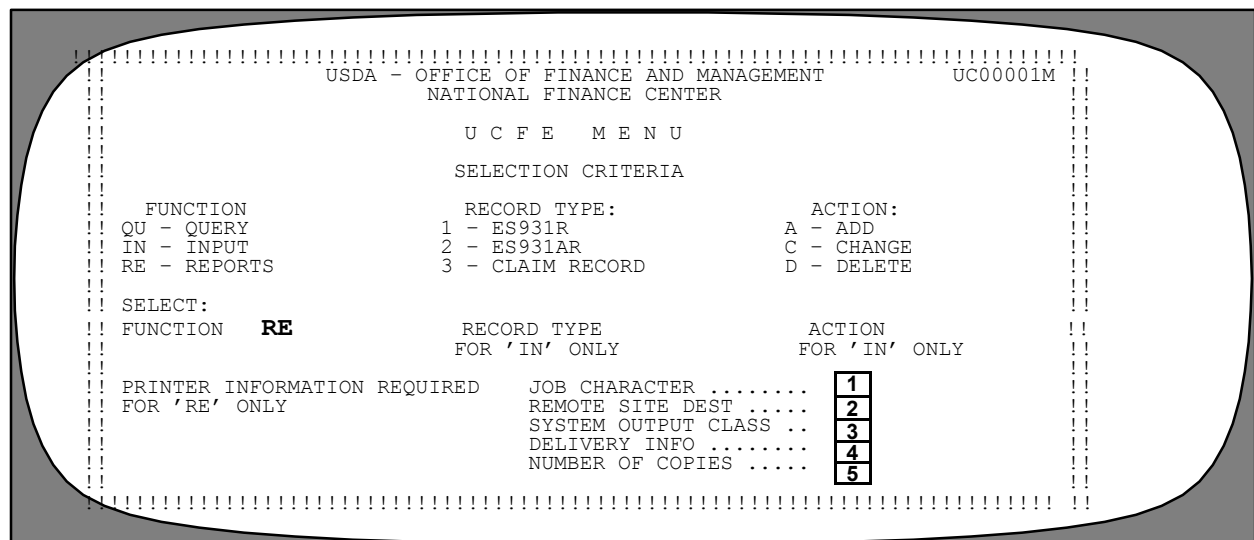 !!!!!!!!!!!!!!!!!!!!!!!!!!!!!!!!!!!!!!!!!!!!!!!!!!!!!!!!!!!!!!!!!!!!!!!!!!!!!!
!! USDA – OFFICE OF FINANCE AND MANAGEMENT UC00001M !!
!! NATIONAL FINANCE CENTER !!
!! !!
!! U C F E M E N U !!
!! !!
!! SELECTION CRITERIA !!
!! !!
!! FUNCTION RECORD TYPE: ACTION: !!
!! QU – QUERY 1 – ES931R A – ADD !!
!! IN – INPUT 2 – ES931AR C – CHANGE !!
!! RE – REPORTS 3 – CLAIM RECORD D – DELETE !!
!! !!
!! SELECT: !!
!! FUNCTION RE RECORD TYPE ACTION !!
!! FOR ’IN’ ONLY FOR ’IN’ ONLY !!
!! !!
!! PRINTER INFORMATION REQUIRED JOB CHARACTER ........ 1 !!
!! FOR ’RE’ ONLY REMOTE SITE DEST ..... 2 !!
!! SYSTEM OUTPUT CLASS .. 3 !!
!! DELIVERY INFO ........ 4 !!
!! NUMBER OF COPIES ..... 5 !!
!! !!
!!!!!!!!!!!!!!!!!!!!!!!!!!!!!!!!!!!!!!!!!!!!!!!!!!!!!!!!!!!!!!!!!!!!!!!!!!! !!